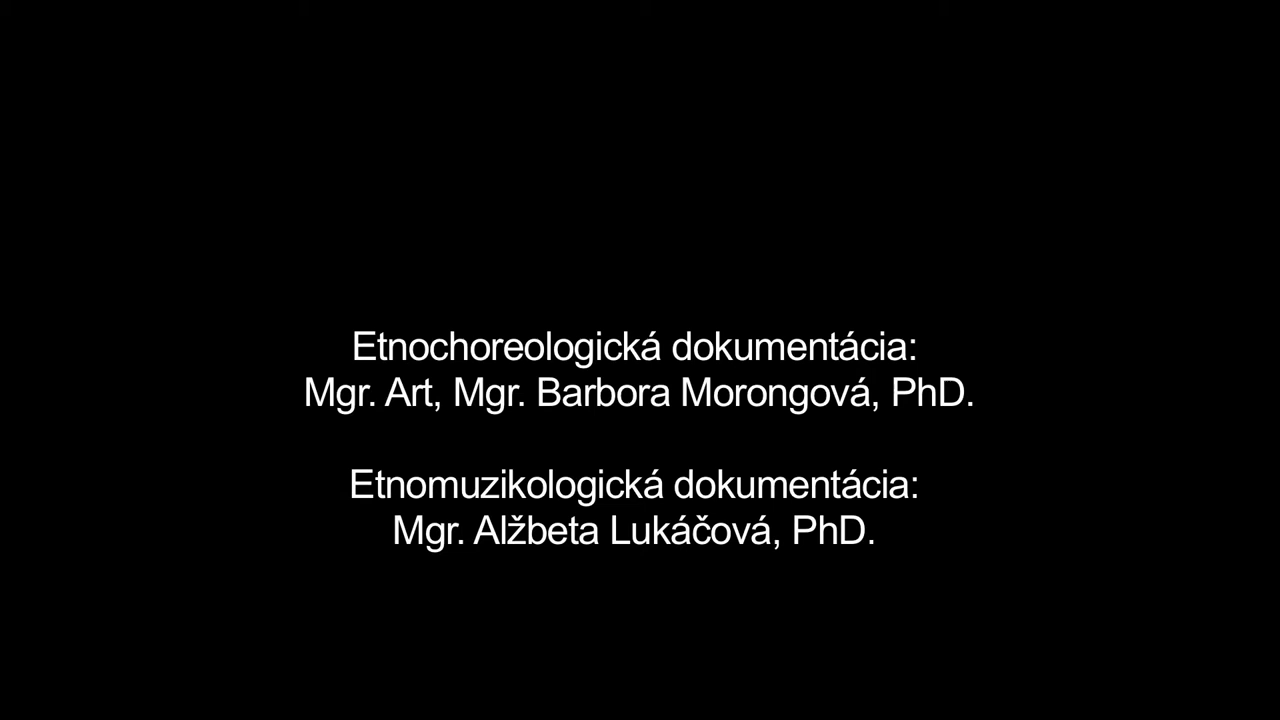 Etnochoreologická dokumentácia:
Mgr. Art, Mgr. Barbora Morongová, PhD.
Etnomuzikologická dokumentácia:
Mgr. Alžbeta Lukáčová, PhD.